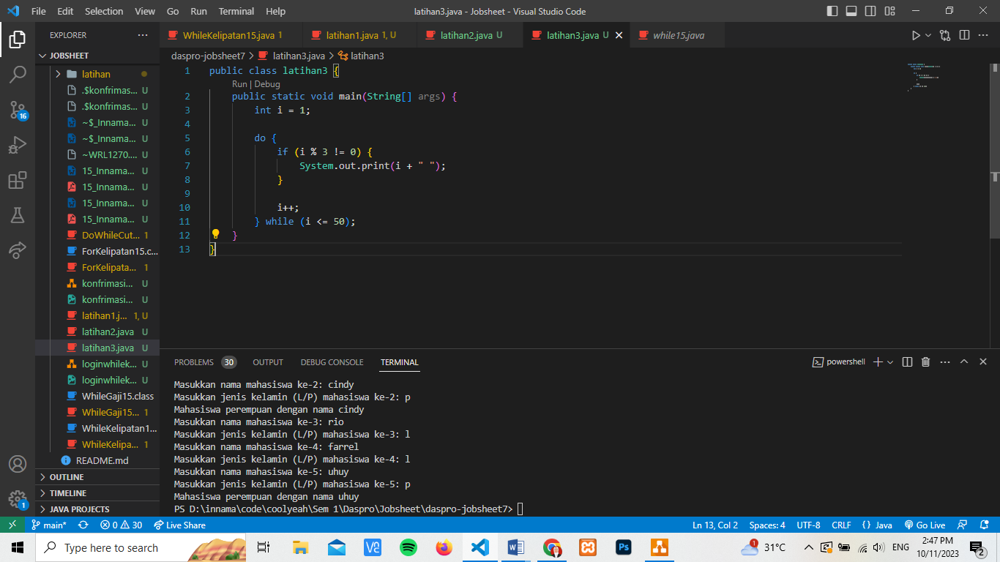 File Edit Selection View Go Run Terminal Help
latihan3.java - Jobsheet - Visual Studio Code
EXPLORER
WhileKelipatan15.java 1
latihan1.java 1, U
latihan2.java U
latihan3.java U
while15.java
JOBSHEET
daspro-jobsheet7 > latihan3.java > latihan3
latihan
.$konfrimas... U
.$konfrimas... U
~$_Innama... U
~$_Innama... U
~WRL1270.... U
15_Innama... U
15_Innama... U
15_Innama... U
15_Innama... U
DoWhileCut... 1
ForKelipatan15.c...
ForKelipata... 1
konfrimasi... U
konfrimasi... U
latihan1.j... 1, U
latihan2.java U
latihan3.java U
loginwhilek... U
loginwhilek... U
WhileGaji15.class
WhileGaji15... 1
WhileKelipatan1...
WhileKelipa... 1
README.md
OUTLINE
TIMELINE
JAVA PROJECTS
16
1
1 public class latihan3 {
Run | Debug
2 public static void main(String[] args) {
3 int i = 1;
4
5 do {
6 if (i % 3 != 0) {
7 System.out.print(i + " ");
8 }
9
10 i++;
11 } while (i <= 50);
12 }
13 }
PROBLEMS 30 OUTPUT DEBUG CONSOLE TERMINAL
powershell
Masukkan nama mahasiswa ke-2: cindy
Masukkan jenis kelamin (L/P) mahasiswa ke-2: p
Mahasiswa perempuan dengan nama cindy
Masukkan nama mahasiswa ke-3: rio
Masukkan jenis kelamin (L/P) mahasiswa ke-3: l
Masukkan nama mahasiswa ke-4: farrel
Masukkan jenis kelamin (L/P) mahasiswa ke-4: l
Masukkan nama mahasiswa ke-5: uhuy
Masukkan jenis kelamin (L/P) mahasiswa ke-5: p
Mahasiswa perempuan dengan nama uhuy
PS D:\innama\code\coolyeah\Sem 1\Daspro\Jobsheet\daspro-jobsheet7>
main* 0 30 Live Share
Ln 13, Col 2 Spaces: 4 UTF-8 CRLF {} Java Go Live
Type here to search
Ps
1
31°C
ENG
2:47 PM
10/11/2023
2